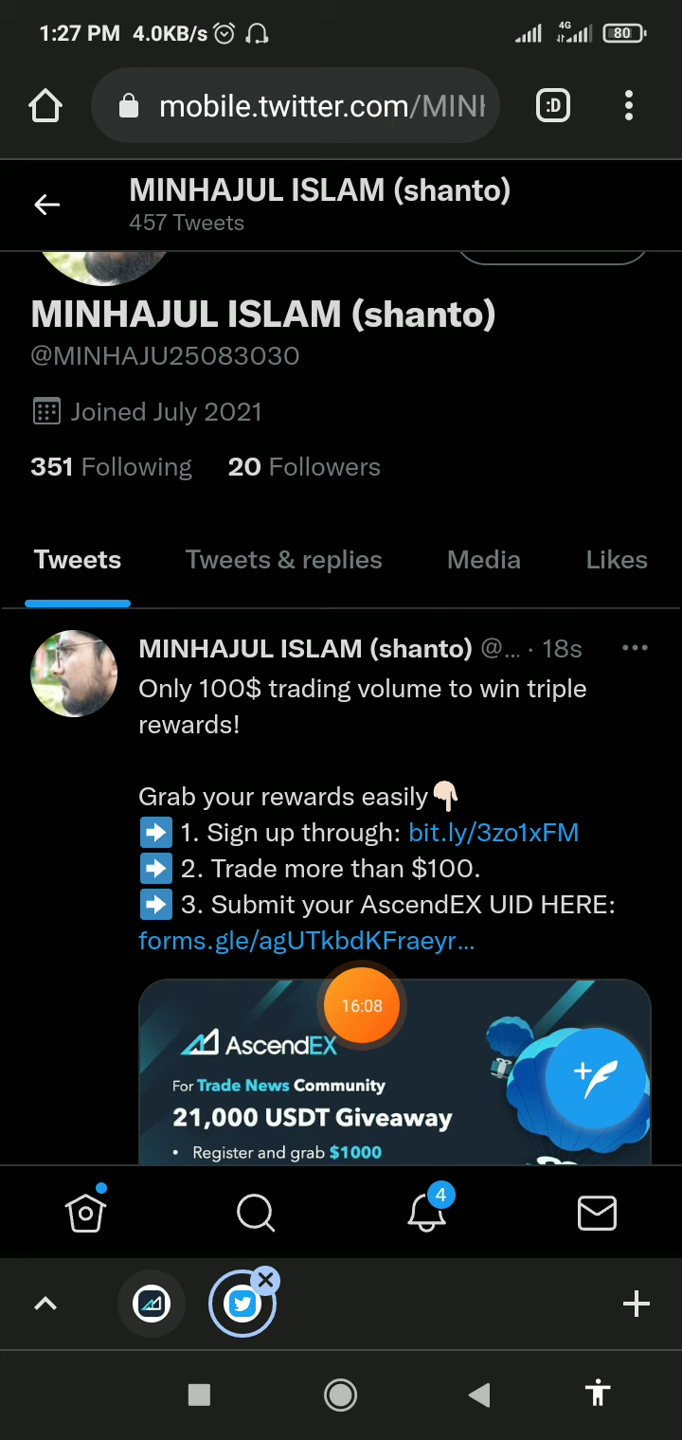 1:27 PM 4.0KB/s 4G 80
mobile.twitter.com/MINH :D
MINHAJUL ISLAM (shanto)
457 Tweets
MINHAJUL ISLAM (shanto)
@MINHAJU25083030
Joined July 2021
351 Following 20 Followers
Tweets Tweets & replies Media Likes
MINHAJUL ISLAM (shanto) @... · 18s
Only 100$ trading volume to win triple
rewards!
Grab your rewards easily👇🏻
➡️ 1. Sign up through: bit.ly/3zo1xFM
➡️ 2. Trade more than $100.
➡️ 3. Submit your AscendEX UID HERE:
forms.gle/agUTkbdKFraeyr...
16:08
AscendEX
For Trade News Community
21,000 USDT Giveaway
• Register and grab $1000
4